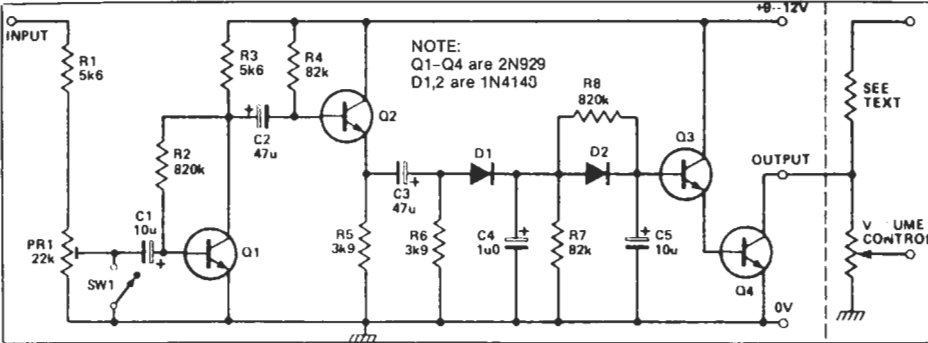 INPUT
R1
5k6
PR1
22k
SW1
C1
10u
R2
820k
Q1
R3
5k6
R4
82k
C2
47u
Q2
NOTE:
Q1-Q4 are 2N929
D1,2 are 1N4148
R5
3k9
C3
47u
R6
3k9
D1
C4
1u0
R8
820k
D2
R7
82k
C5
10u
Q3
Q4
+9--12V
OUTPUT
0V
SEE
TEXT
CONTROL